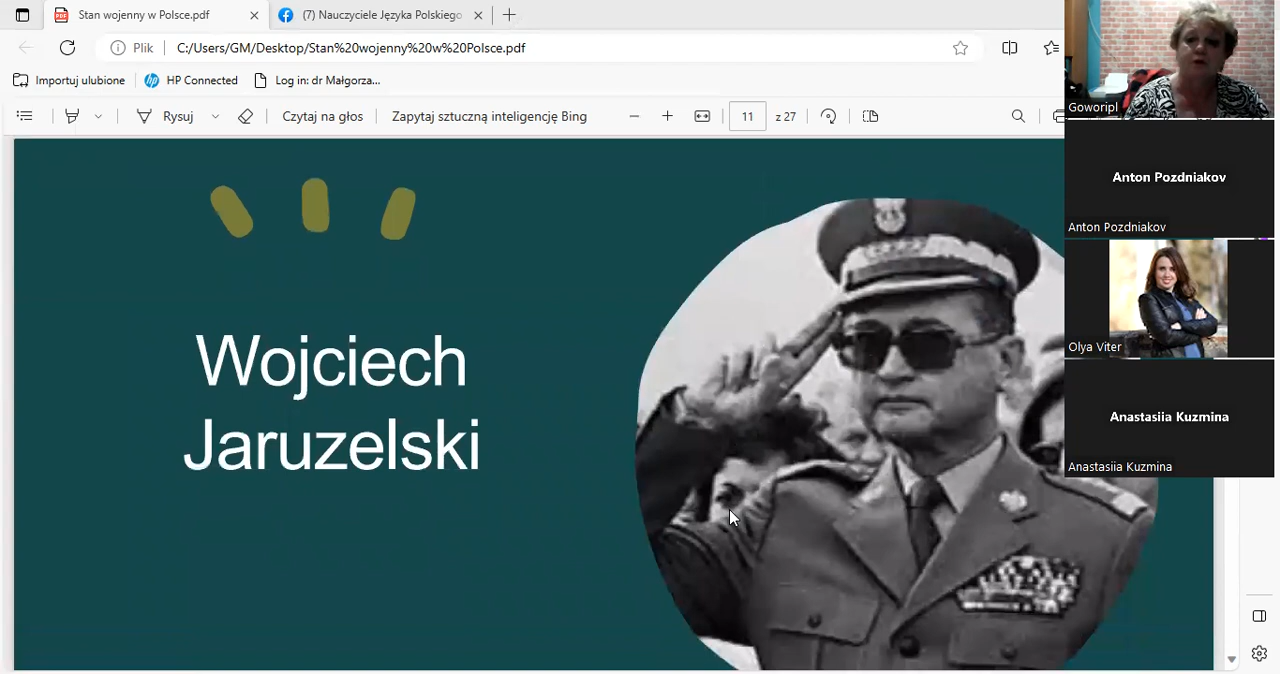 Stan wojenny w Polsce.pdf
(7) Nauczyciele Języka Polskiego
Plik
C:/Users/GM/Desktop/Stan%20wojenny%20w%20Polsce.pdf
Importuj ulubione
HP Connected
Log in: dr Małgorza...
Rysuj
Czytaj na głos
Zapytaj sztuczną inteligencję Bing
11
z 27
Wojciech
Jaruzelski
Goworipl
Anton Pozdniakov
Anton Pozdniakov
Olya Viter
Anastasiia Kuzmina
Anastasiia Kuzmina